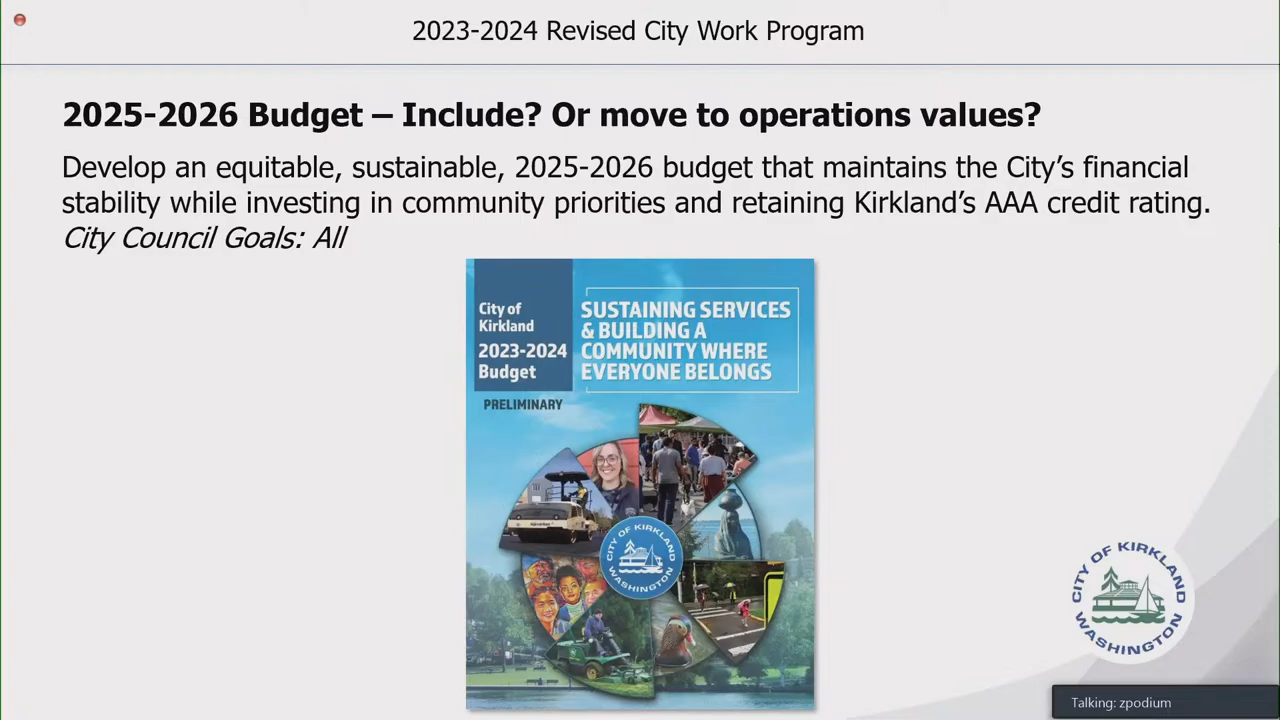 2023-2024 Revised City Work Program
2025-2026 Budget – Include? Or move to operations values?
Develop an equitable, sustainable, 2025-2026 budget that maintains the City's financial
stability while investing in community priorities and retaining Kirkland's AAA credit rating.
City Council Goals: All
City of
Kirkland
2023-2024
Budget
PRELIMINARY
SUSTAINING SERVICES
& BUILDING A
COMMUNITY WHERE
EVERYONE BELONGS
CITY OF KIRKLAND
WASHINGTON
CITY OF KIRKLAND
WASHINGTON
Talking: zpodium